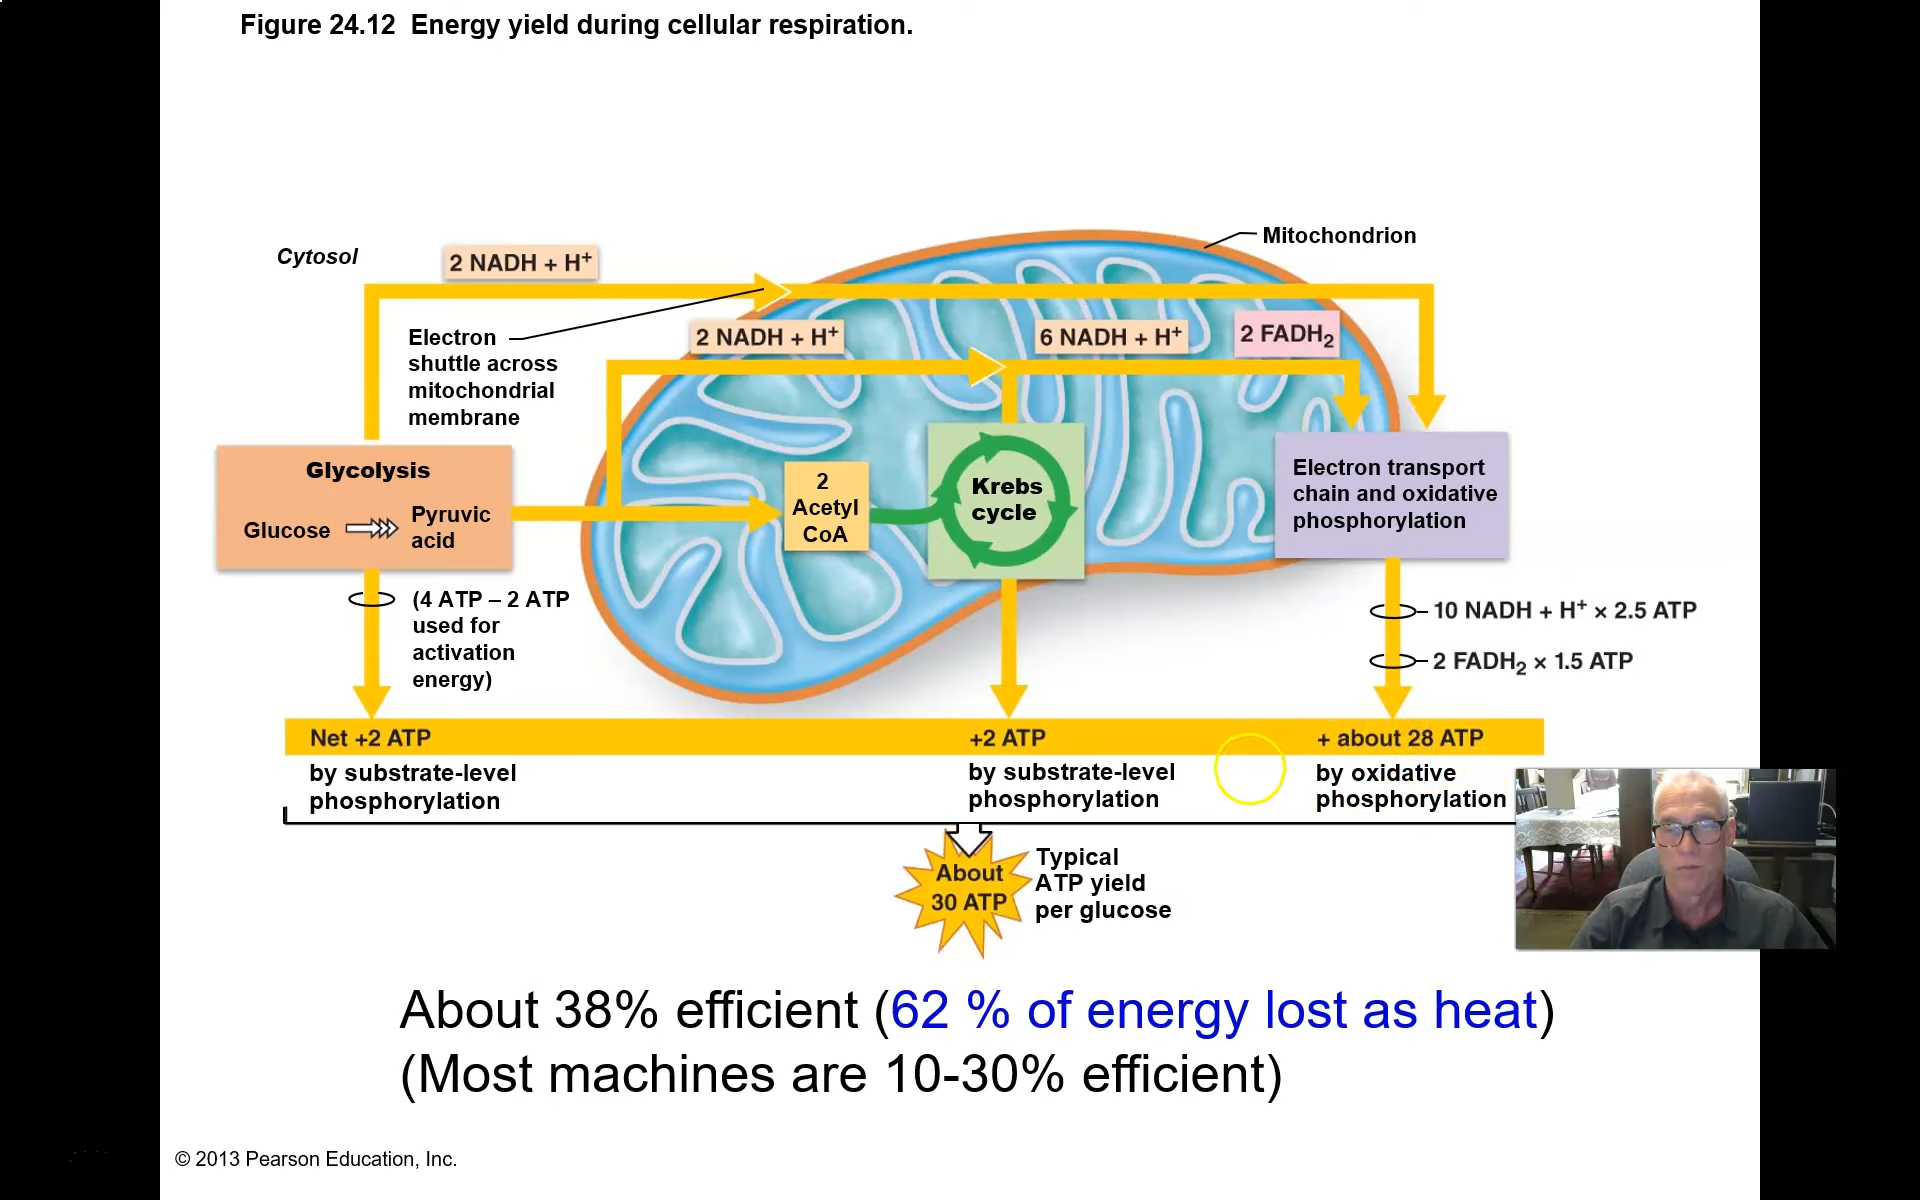 Figure 24.12  Energy yield during cellular respiration.
Mitochondrion
Cytosol
2 NADH + H⁺
Electron
shuttle across
mitochondrial
membrane
2 NADH + H⁺
6 NADH + H⁺
2 FADH₂
Glycolysis
Glucose
Pyruvic
acid
2
Acetyl
CoA
Krebs
cycle
Electron transport
chain and oxidative
phosphorylation
(4 ATP – 2 ATP
used for
activation
energy)
10 NADH + H⁺ × 2.5 ATP
2 FADH₂ × 1.5 ATP
Net +2 ATP
by substrate-level
phosphorylation
+2 ATP
by substrate-level
phosphorylation
+ about 28 ATP
by oxidative
phosphorylation
About
30 ATP
Typical
ATP yield
per glucose
About 38% efficient (62 % of energy lost as heat)
(Most machines are 10-30% efficient)
© 2013 Pearson Education, Inc.